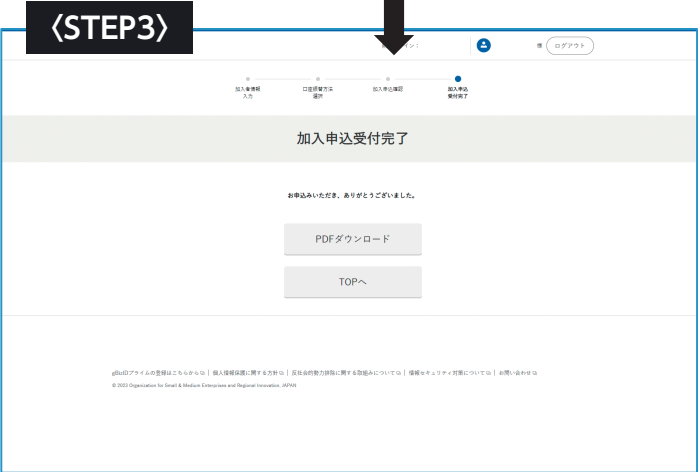 〈STEP3〉
ログイン：
様
ログアウト
加入者情報
入力
口座振替方法
選択
加入申込確認
加入申込
受付完了
加入申込受付完了
お申込みいただき、ありがとうございました。
PDFダウンロード
TOPへ
gBizIDプライムの登録はこちらから｜個人情報保護に関する方針｜反社会的勢力排除に関する取組みについて｜情報セキュリティ対策について｜お問い合わせ
© 2023 Organization for Small & Medium Enterprises and Regional Innovation, JAPAN